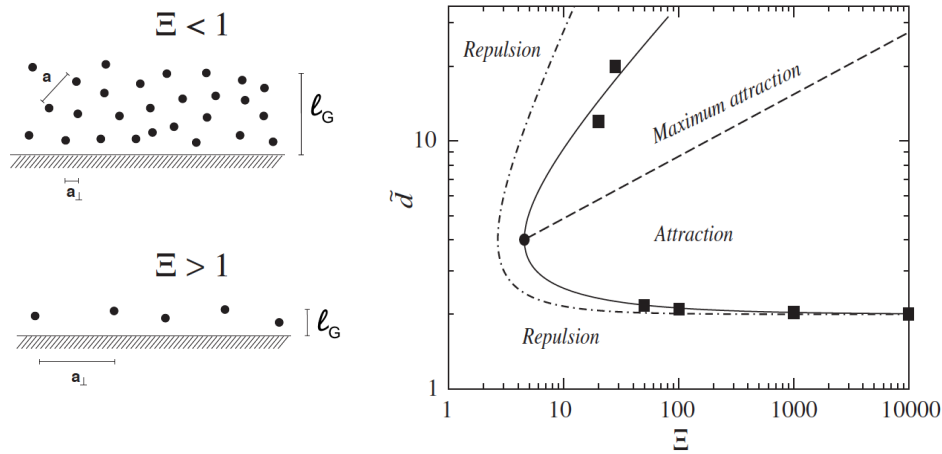 Ξ < 1
a
ℓG
a⊥
Ξ > 1
ℓG
a⊥
Repulsion
Maximum attraction
10
d̃
Attraction
Repulsion
1
1 10 100 1000 10000
Ξ